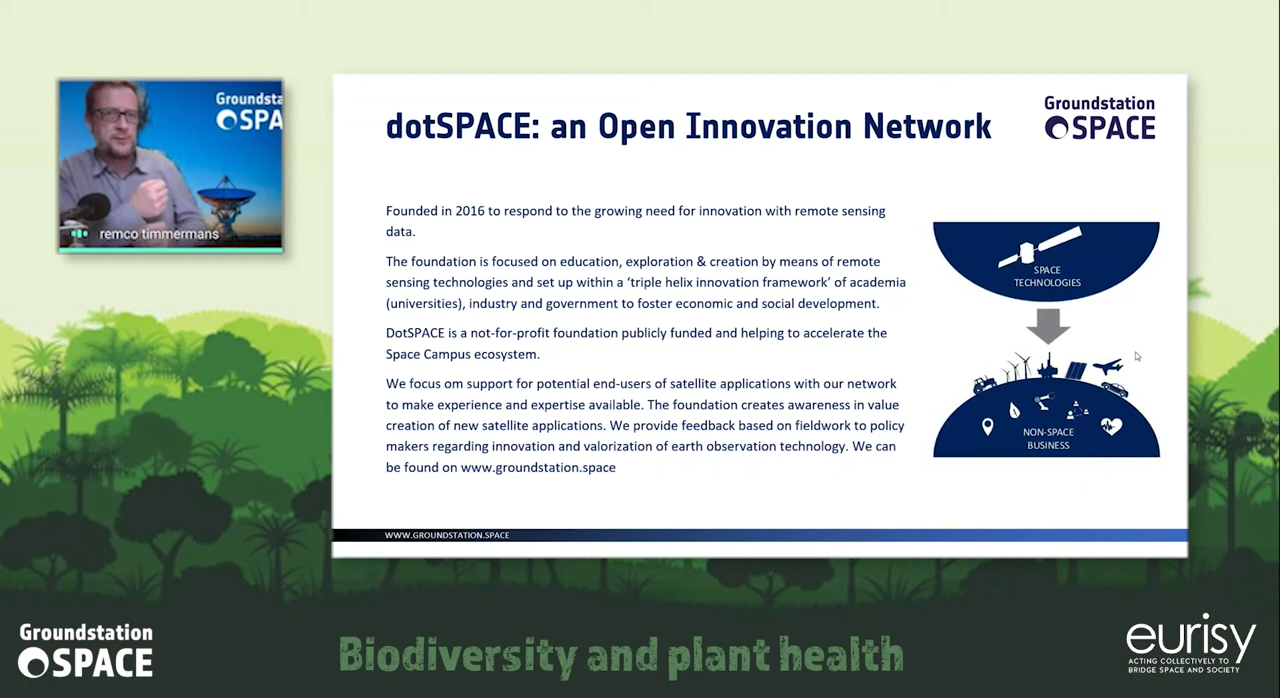 Groundsta
SPA
remco timmermans
dotSPACE: an Open Innovation Network
Groundstation
SPACE
Founded in 2016 to respond to the growing need for innovation with remote sensing
data.
The foundation is focused on education, exploration & creation by means of remote
sensing technologies and set up within a ‘triple helix innovation framework’ of academia
(universities), industry and government to foster economic and social development.
DotSPACE is a not-for-profit foundation publicly funded and helping to accelerate the
Space Campus ecosystem.
We focus om support for potential end-users of satellite applications with our network
to make experience and expertise available. The foundation creates awareness in value
creation of new satellite applications. We provide feedback based on fieldwork to policy
makers regarding innovation and valorization of earth observation technology. We can
be found on www.groundstation.space
SPACE
TECHNOLOGIES
NON-SPACE
BUSINESS
WWW.GROUNDSTATION.SPACE
Groundstation
SPACE
Biodiversity and plant health
eurisy
ACTING COLLECTIVELY TO
BRIDGE SPACE AND SOCIETY